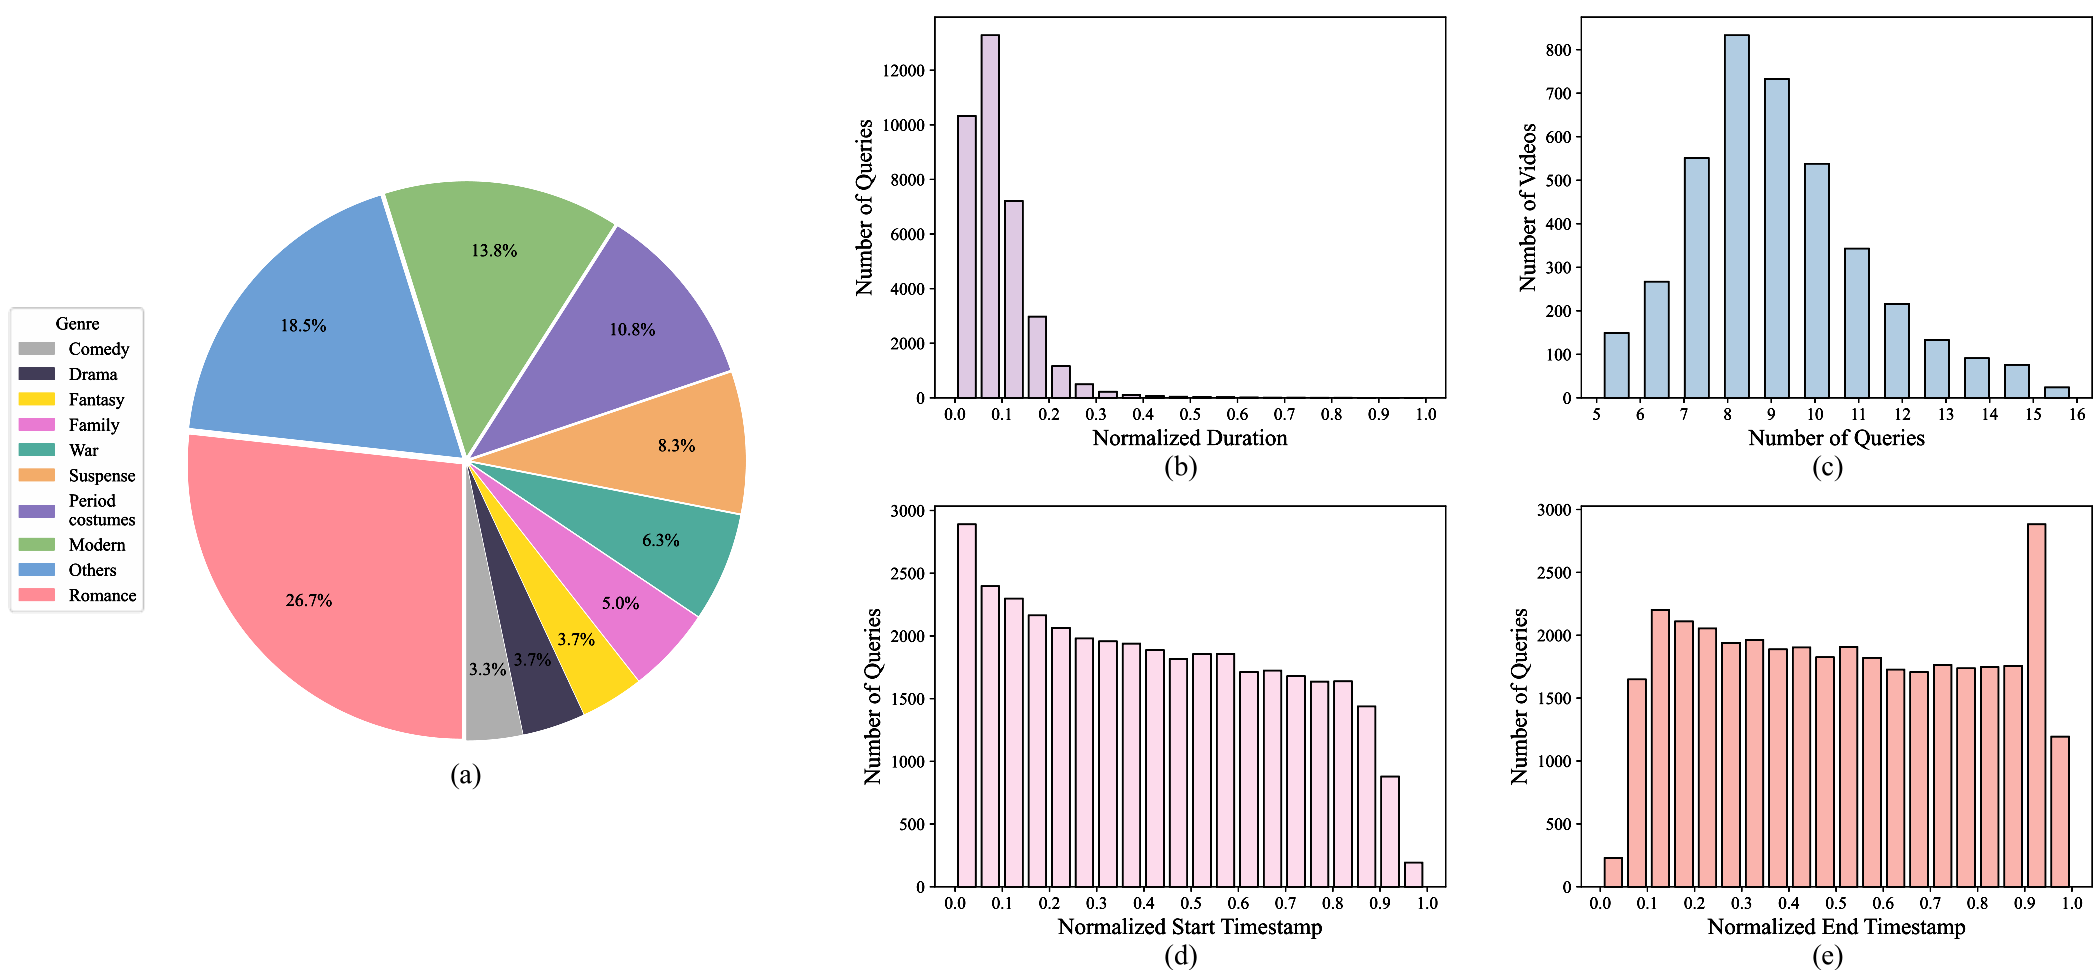 Genre
Comedy
Drama
Fantasy
Family
War
Suspense
Period
costumes
Modern
Others
Romance
13.8%
18.5%
10.8%
8.3%
6.3%
26.7%
5.0%
3.7%
3.7%
3.3%
(a)
Number of Queries
12000
10000
8000
6000
4000
2000
0
0.0 0.1 0.2 0.3 0.4 0.5 0.6 0.7 0.8 0.9 1.0
Normalized Duration
(b)
Number of Videos
800
700
600
500
400
300
200
100
0
5 6 7 8 9 10 11 12 13 14 15 16
Number of Queries
(c)
Number of Queries
3000
2500
2000
1500
1000
500
0
0.0 0.1 0.2 0.3 0.4 0.5 0.6 0.7 0.8 0.9 1.0
Normalized Start Timestamp
(d)
Number of Queries
3000
2500
2000
1500
1000
500
0
0.0 0.1 0.2 0.3 0.4 0.5 0.6 0.7 0.8 0.9 1.0
Normalized End Timestamp
(e)